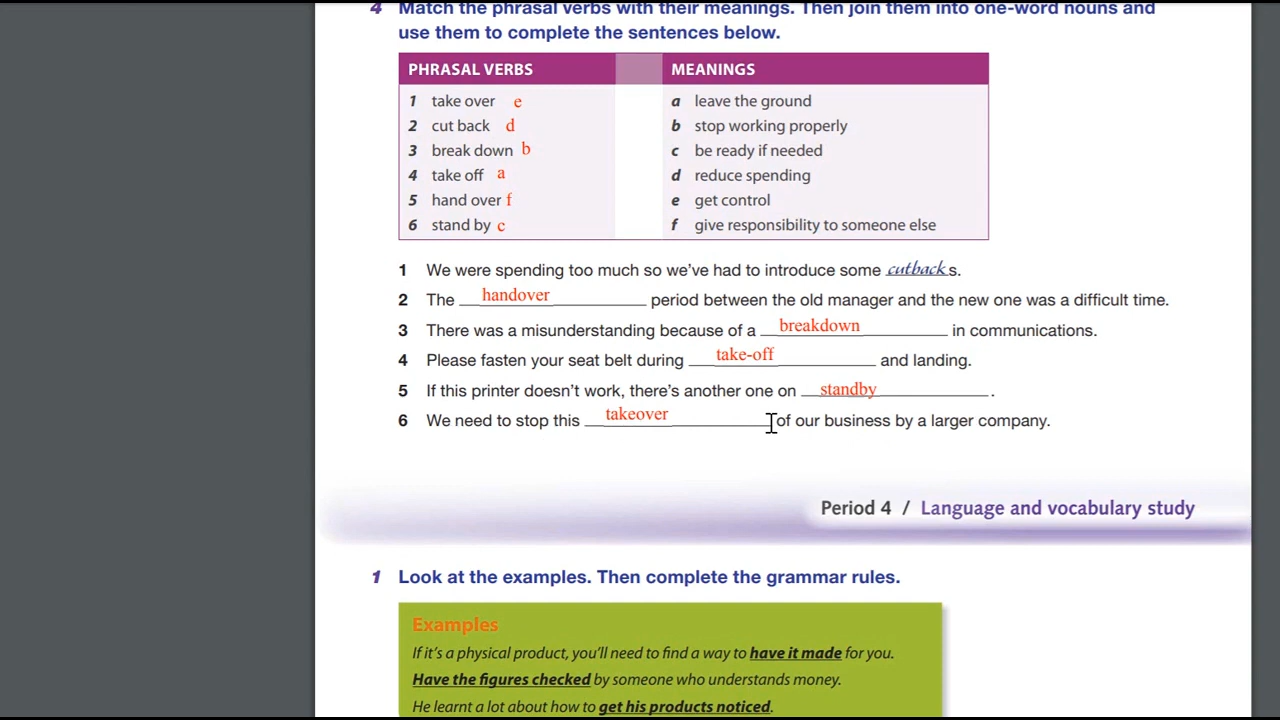 4 Match the phrasal verbs with their meanings. Then join them into one-word nouns and
use them to complete the sentences below.
PHRASAL VERBS MEANINGS
1 take over e a leave the ground
2 cut back d b stop working properly
3 break down b c be ready if needed
4 take off a d reduce spending
5 hand over f e get control
6 stand by c f give responsibility to someone else
1 We were spending too much so we've had to introduce some cutbacks.
2 The handover period between the old manager and the new one was a difficult time.
3 There was a misunderstanding because of a breakdown in communications.
4 Please fasten your seat belt during take-off and landing.
5 If this printer doesn't work, there's another one on standby.
6 We need to stop this takeover of our business by a larger company.
Period 4 / Language and vocabulary study
1 Look at the examples. Then complete the grammar rules.
Examples
If it's a physical product, you'll need to find a way to have it made for you.
Have the figures checked by someone who understands money.
He learnt a lot about how to get his products noticed.